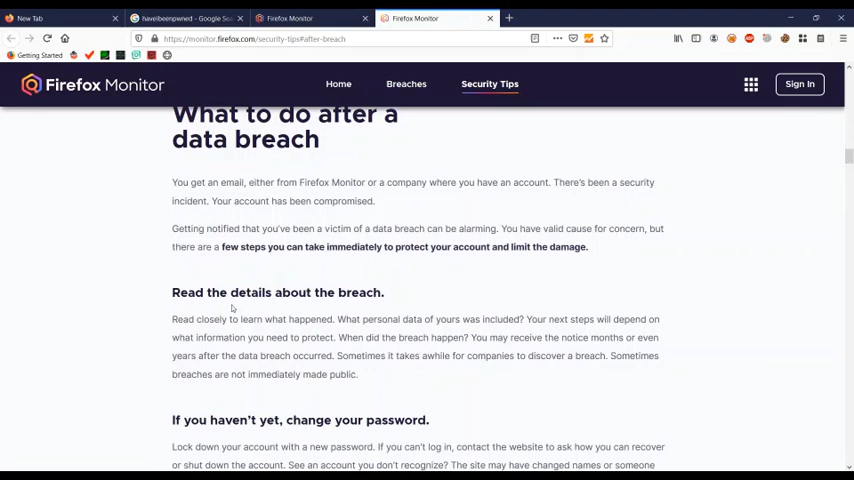 New Tab
haveibeenpwned - Google Sea
Firefox Monitor
Firefox Monitor
https://monitor.firefox.com/security-tips#after-breach
Getting Started
Firefox Monitor
Home
Breaches
Security Tips
Sign In
What to do after a
data breach
You get an email, either from Firefox Monitor or a company where you have an account. There's been a security
incident. Your account has been compromised.
Getting notified that you've been a victim of a data breach can be alarming. You have valid cause for concern, but
there are a few steps you can take immediately to protect your account and limit the damage.
Read the details about the breach.
Read closely to learn what happened. What personal data of yours was included? Your next steps will depend on
what information you need to protect. When did the breach happen? You may receive the notice months or even
years after the data breach occurred. Sometimes it takes awhile for companies to discover a breach. Sometimes
breaches are not immediately made public.
If you haven't yet, change your password.
Lock down your account with a new password. If you can't log in, contact the website to ask how you can recover
or shut down the account. See an account you don't recognize? The site may have changed names or someone